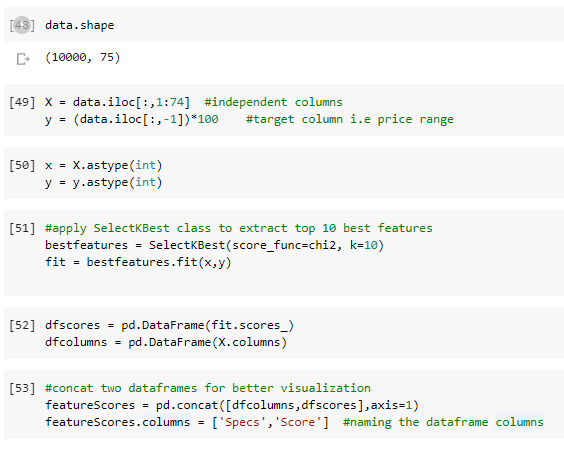 [48] data.shape
(10000, 75)
[49] X = data.iloc[:,1:74]  #independent columns
y = (data.iloc[:,-1])*100    #target column i.e price range
[50] x = X.astype(int)
y = y.astype(int)
[51] #apply SelectKBest class to extract top 10 best features
bestfeatures = SelectKBest(score_func=chi2, k=10)
fit = bestfeatures.fit(x,y)
[52] dfscores = pd.DataFrame(fit.scores_)
dfcolumns = pd.DataFrame(X.columns)
[53] #concat two dataframes for better visualization
featureScores = pd.concat([dfcolumns,dfscores],axis=1)
featureScores.columns = ['Specs','Score']  #naming the dataframe columns